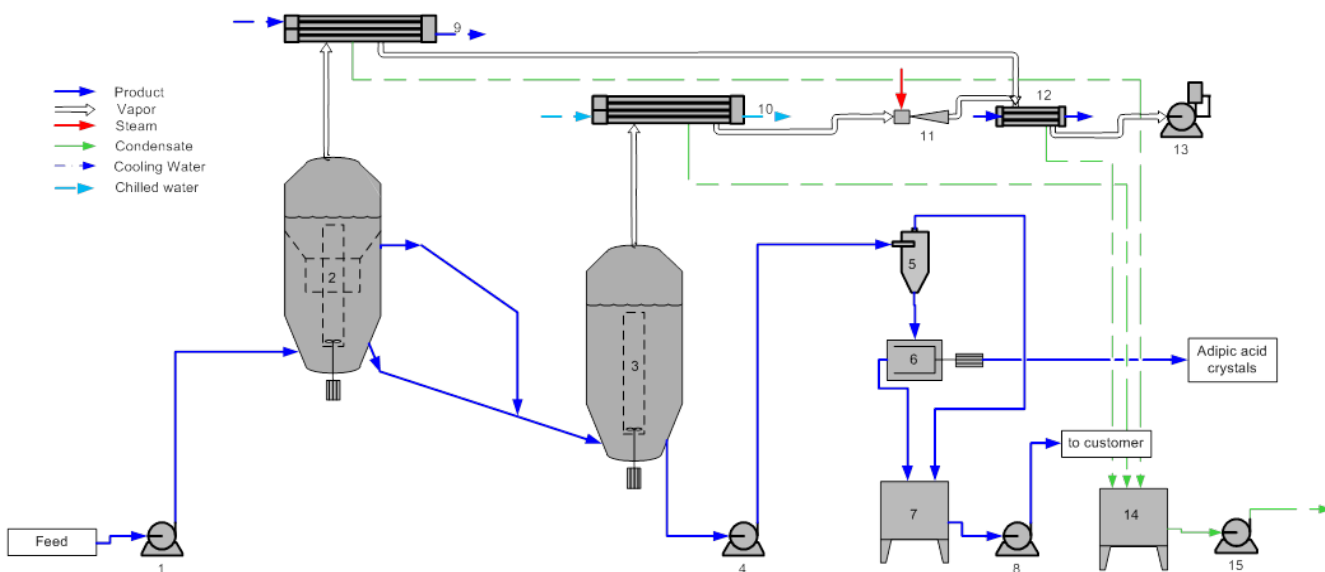 9
Product
Vapor
Steam
Condensate
Cooling Water
Chilled water
10
11
12
13
2
3
5
6
Adipic acid
crystals
to customer
7
14
Feed
1
4
8
15